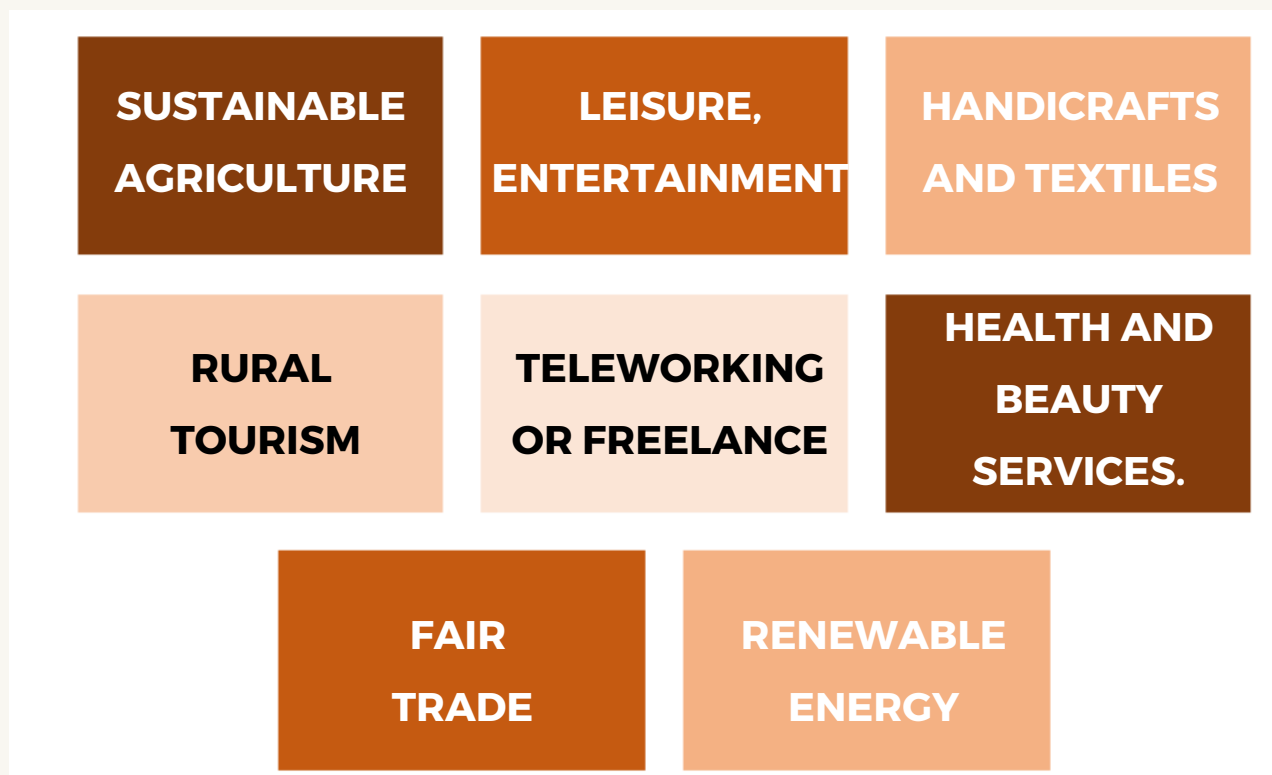 SUSTAINABLE
AGRICULTURE
LEISURE,
ENTERTAINMENT
HANDICRAFTS
AND TEXTILES
RURAL
TOURISM
TELEWORKING
OR FREELANCE
HEALTH AND
BEAUTY
SERVICES.
FAIR
TRADE
RENEWABLE
ENERGY